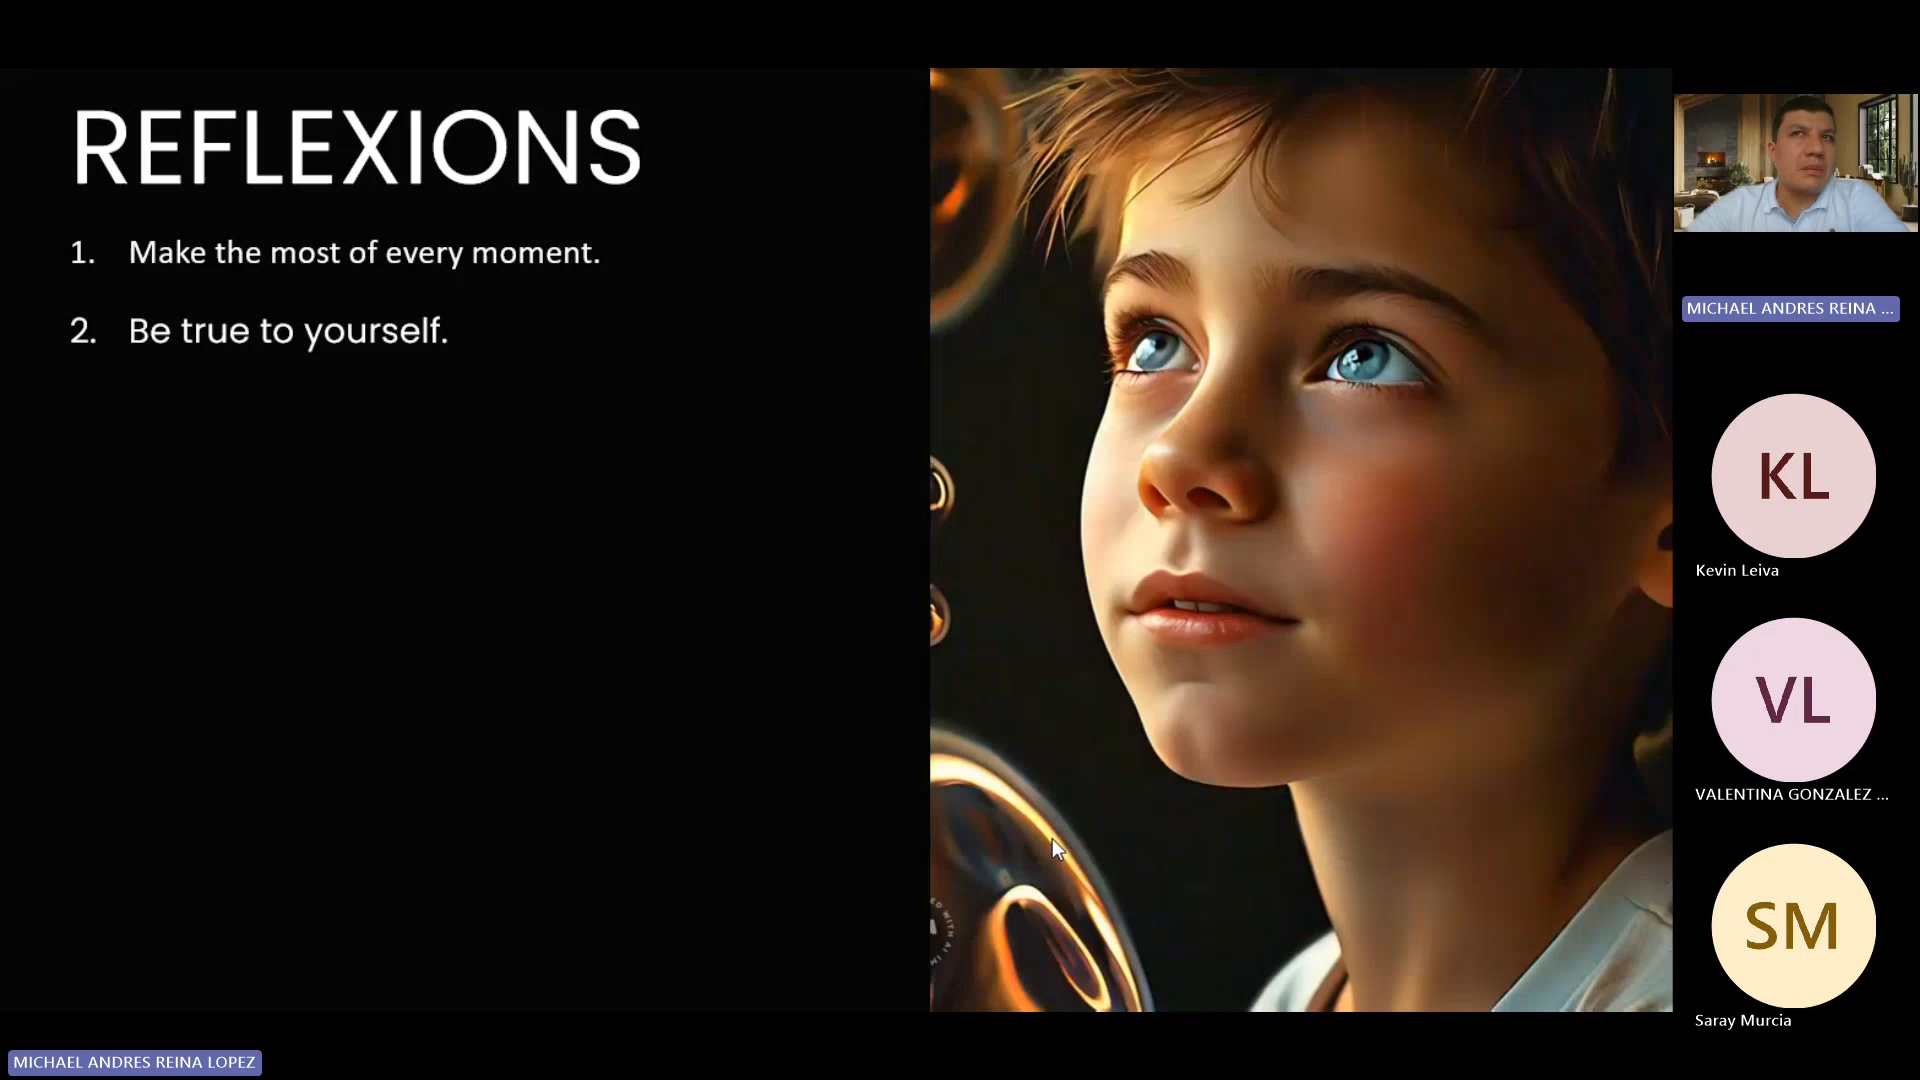 REFLEXIONS
1. Make the most of every moment.
2. Be true to yourself.
MICHAEL ANDRES REINA ...
KL
Kevin Leiva
VL
VALENTINA GONZALEZ ...
SM
Saray Murcia
MICHAEL ANDRES REINA LOPEZ